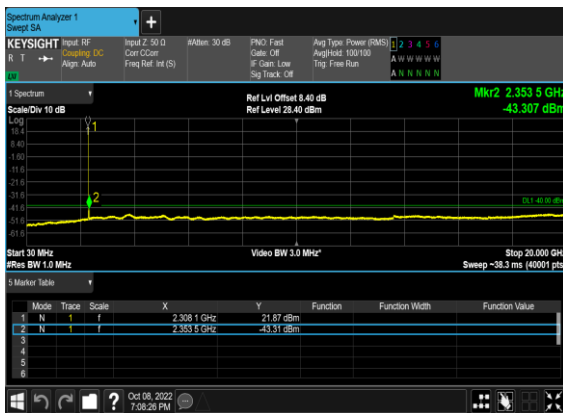 Spectrum Analyzer 1
Swept SA
KEYSIGHT Input: RF Input Z: 50 Ω #Atten: 30 dB PNO: Fast Avg Type: Power (RMS) 1 2 3 4 5 6
R T Coupling: DC Corr CCorr Gate: Off Avg|Hold: 100/100 A W W W W W
Align: Auto Freq Ref: Int (S) IF Gain: Low Trig: Free Run A N N N N N
Sig Track: Off
LXI
1 Spectrum Ref Lvl Offset 8.40 dB Mkr2 2.353 5 GHz
Scale/Div 10 dB Ref Level 28.40 dBm -43.307 dBm
Log
18.4
8.40
-1.60
-11.6
-21.6
-31.6
-41.6
-51.6
-61.6
1
2
DL1 -40.00 dBm
Start 30 MHz Video BW 3.0 MHz* Stop 20.000 GHz
#Res BW 1.0 MHz Sweep ~38.3 ms (40001 pts)
5 Marker Table
Mode Trace Scale X Y Function Function Width Function Value
1 N 1 f 2.308 1 GHz 21.87 dBm
2 N 1 f 2.353 5 GHz -43.31 dBm
3
4
5
6
? Oct 08, 2022
7:08:26 PM